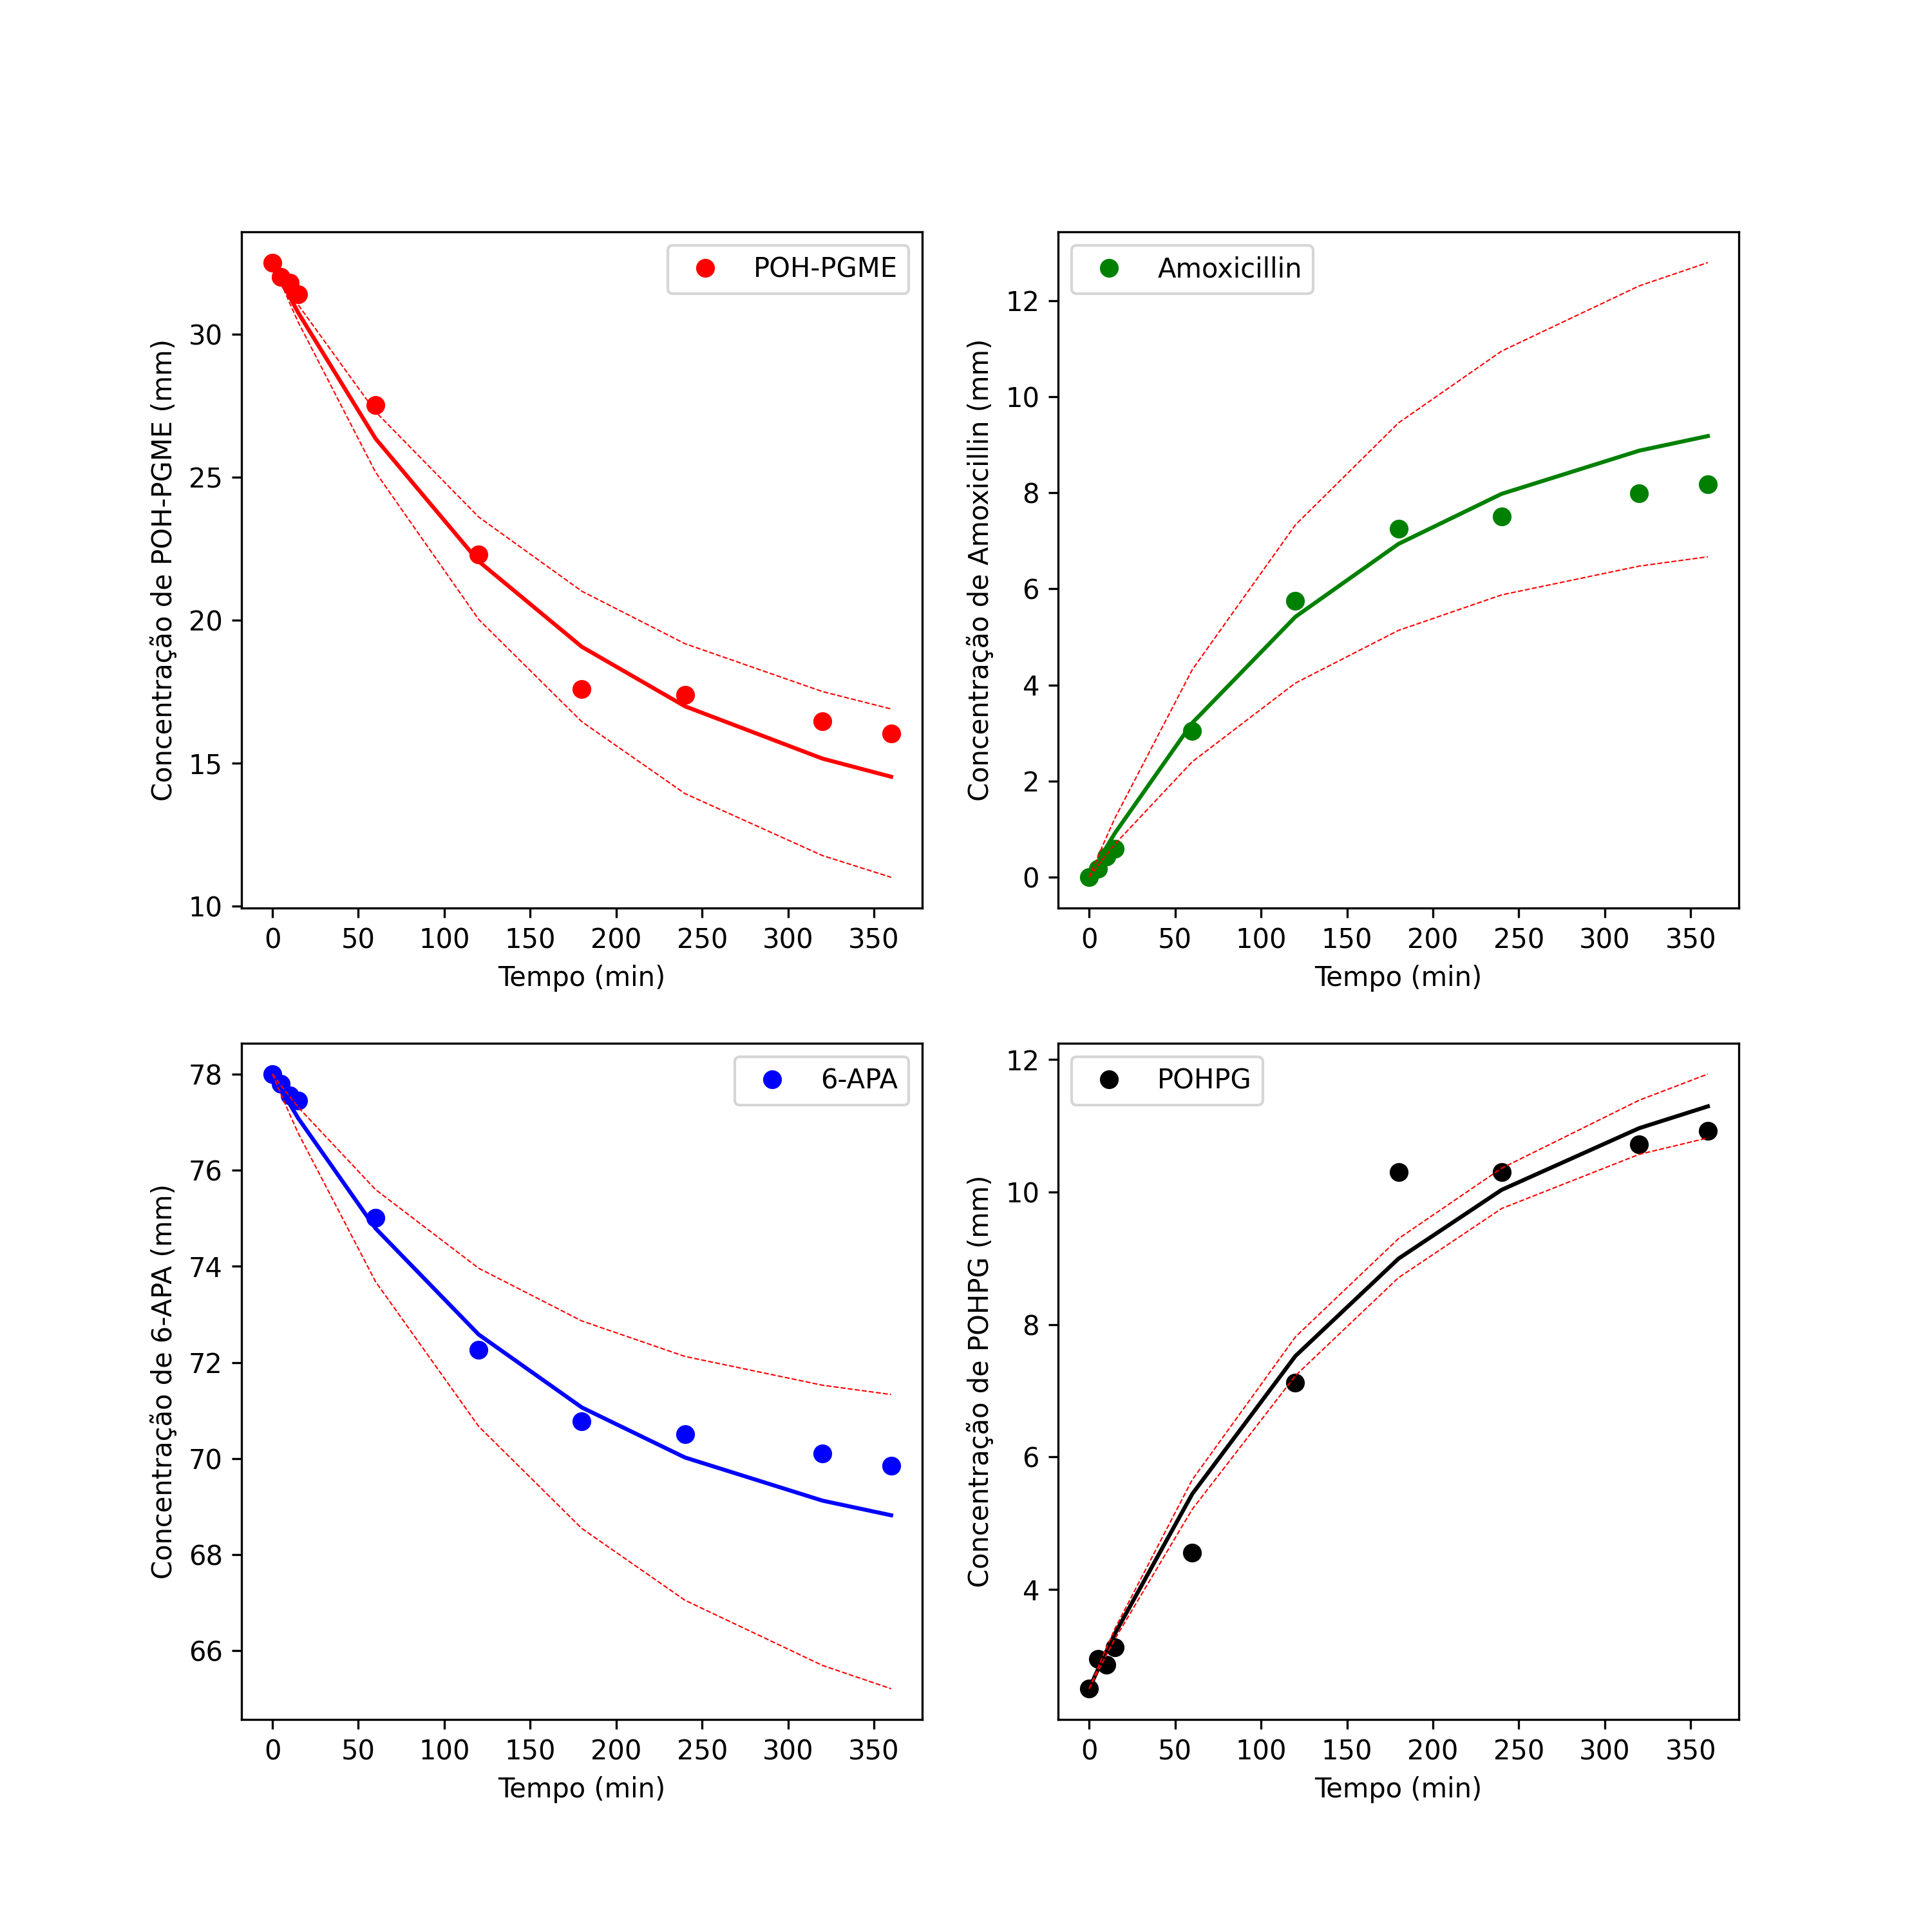 POH-PGME
Concentração de POH-PGME (mm)
30
25
20
15
10
0 50 100 150 200 250 300 350
Tempo (min)
Amoxicillin
Concentração de Amoxicillin (mm)
12
10
8
6
4
2
0
0 50 100 150 200 250 300 350
Tempo (min)
6-APA
Concentração de 6-APA (mm)
78
76
74
72
70
68
66
0 50 100 150 200 250 300 350
Tempo (min)
POHPG
Concentração de POHPG (mm)
12
10
8
6
4
0 50 100 150 200 250 300 350
Tempo (min)